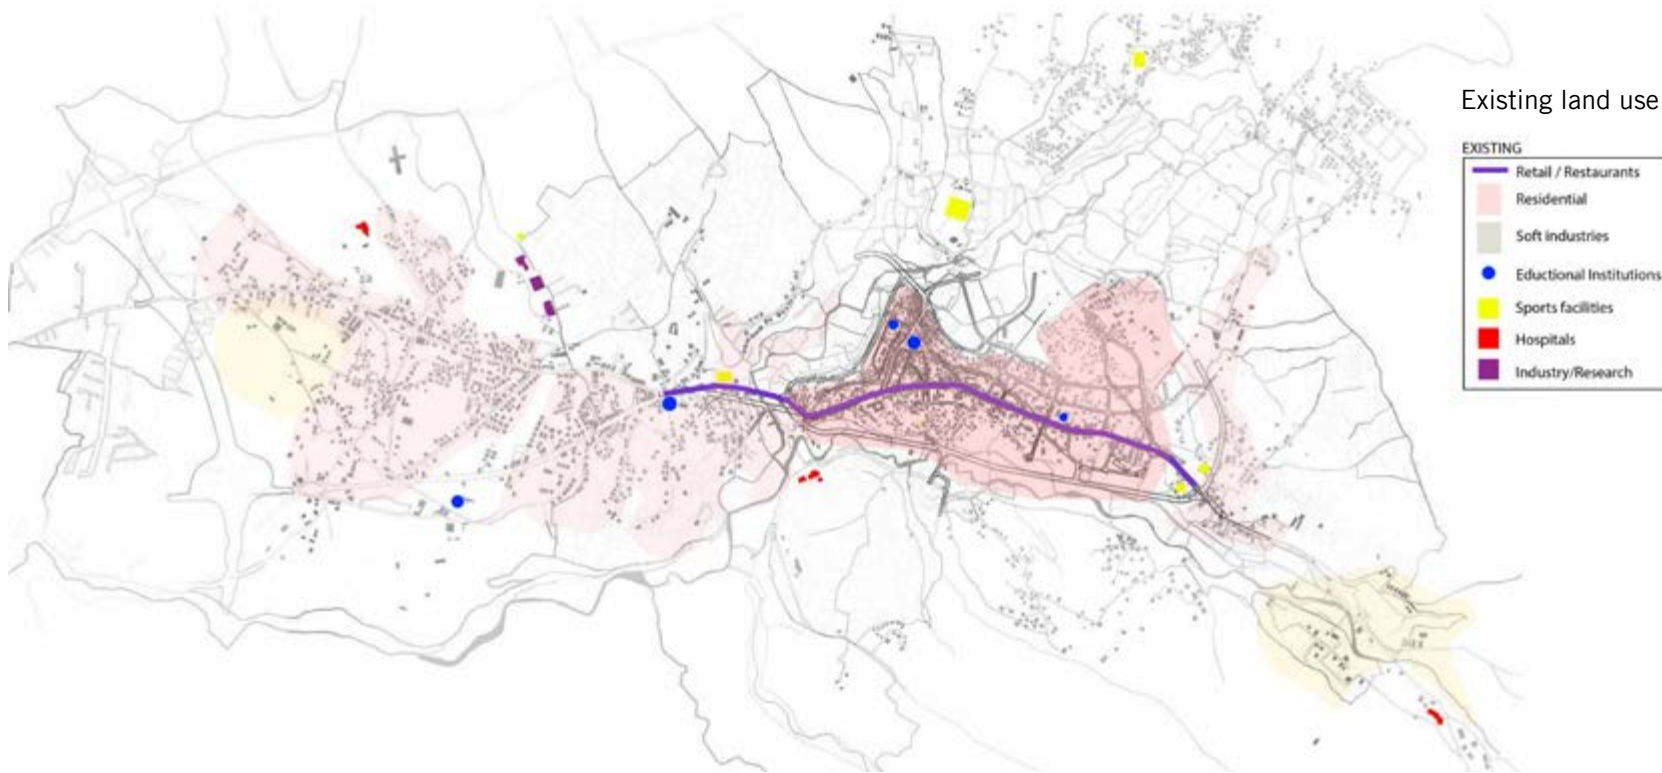 Existing land use
EXISTING
Retail / Restaurants
Residential
Soft industries
Eductional Institutions
Sports facilities
Hospitals
Industry/Research